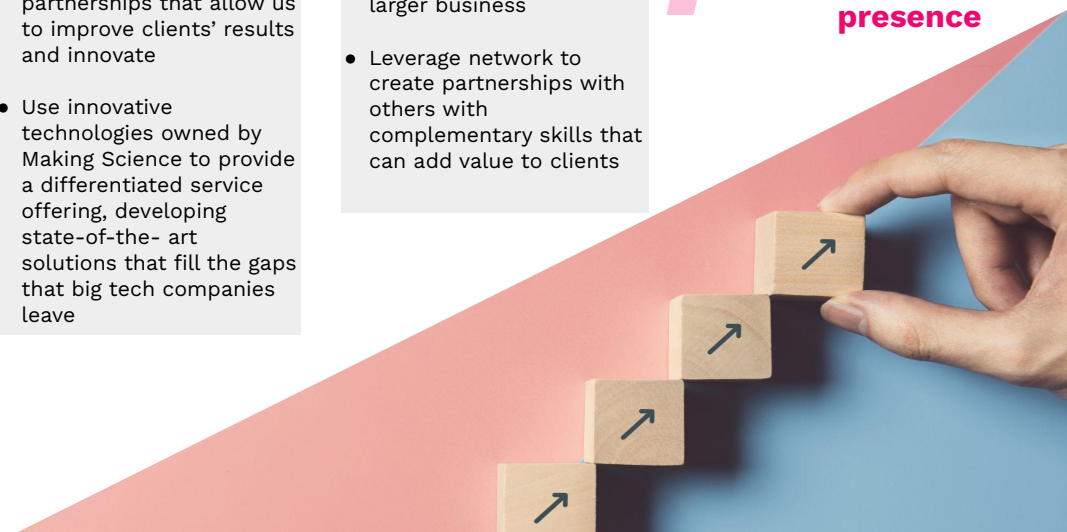 partnerships that allow us
to improve clients’ results
and innovate
● Use innovative
technologies owned by
Making Science to provide
a differentiated service
offering, developing
state-of-the- art
solutions that fill the gaps
that big tech companies
leave
larger business
● Leverage network to
create partnerships with
others with
complementary skills that
can add value to clients
presence